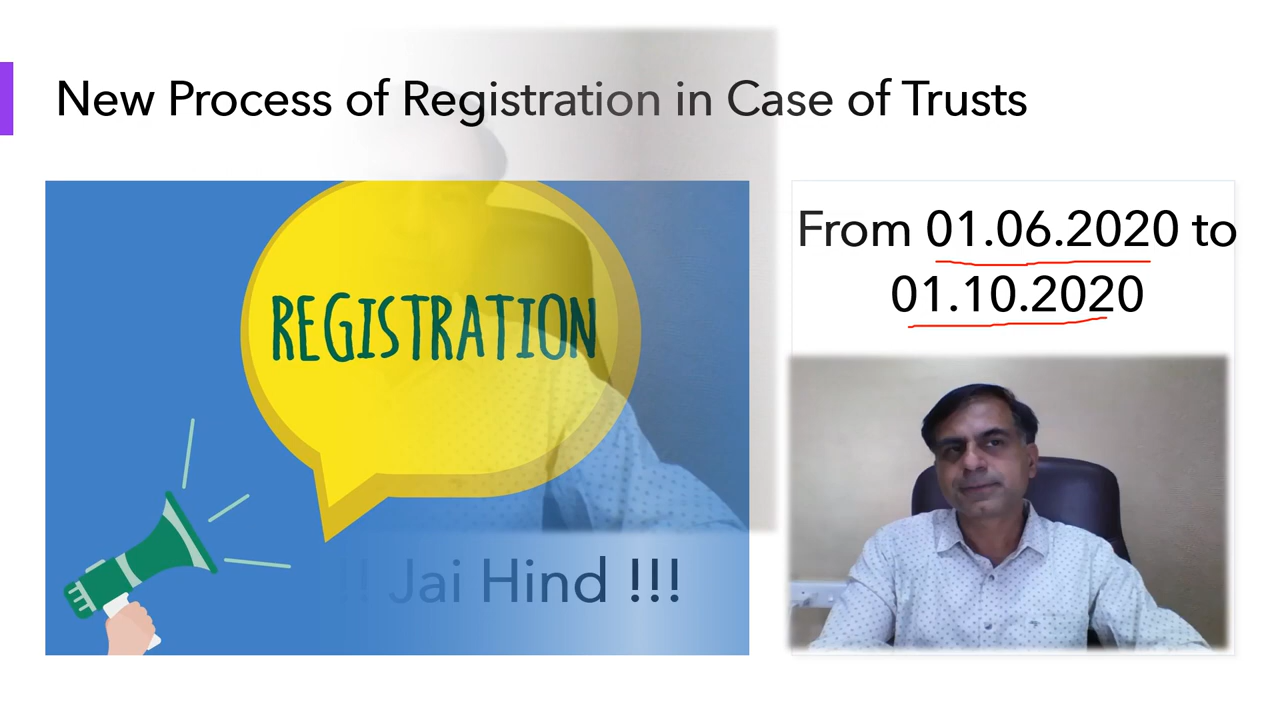 New Process of Registration in Case of Trusts
REGISTRATION
From 01.06.2020 to
01.10.2020
!! Jai Hind !!!